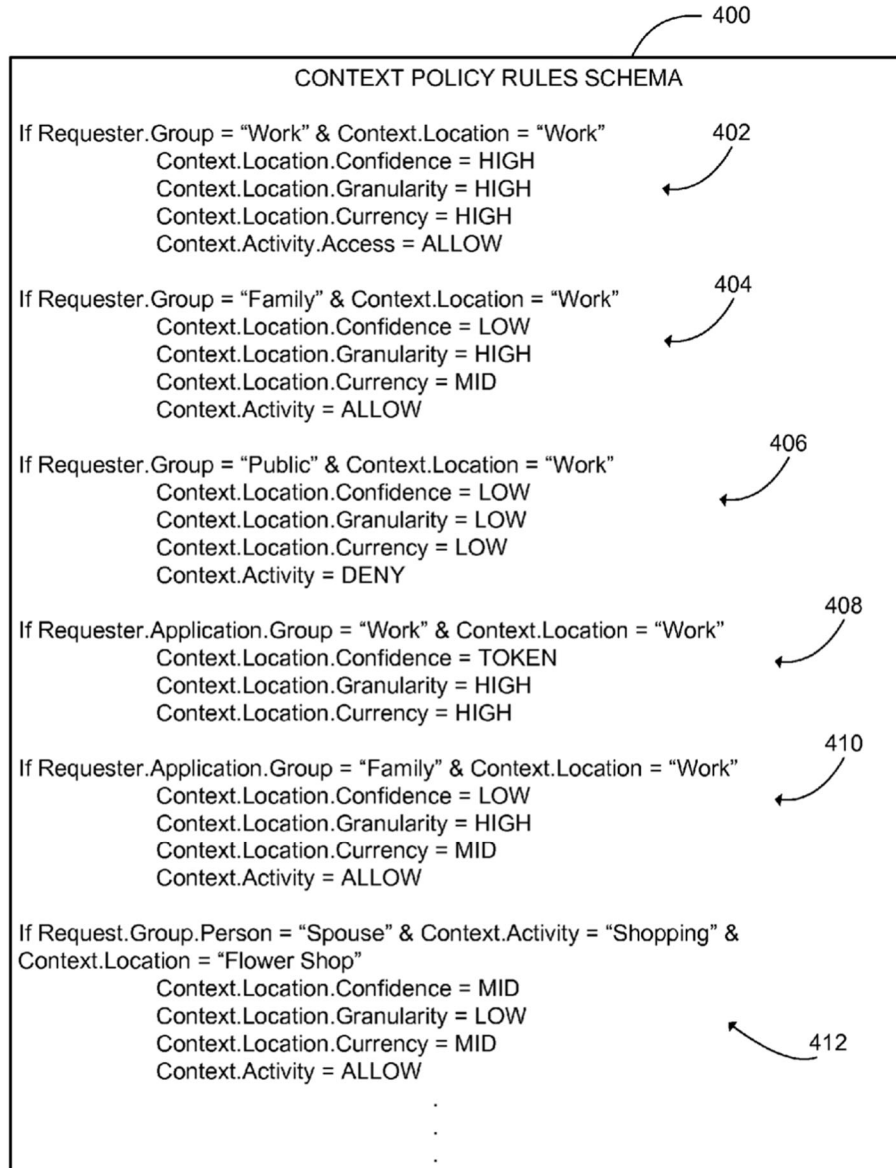 400
CONTEXT POLICY RULES SCHEMA
If Requester.Group = “Work” & Context.Location = “Work”
402
Context.Location.Confidence = HIGH
Context.Location.Granularity = HIGH
Context.Location.Currency = HIGH
Context.Activity.Access = ALLOW
If Requester.Group = “Family” & Context.Location = “Work”
404
Context.Location.Confidence = LOW
Context.Location.Granularity = HIGH
Context.Location.Currency = MID
Context.Activity = ALLOW
If Requester.Group = “Public” & Context.Location = “Work”
406
Context.Location.Confidence = LOW
Context.Location.Granularity = LOW
Context.Location.Currency = LOW
Context.Activity = DENY
If Requester.Application.Group = “Work” & Context.Location = “Work”
408
Context.Location.Confidence = TOKEN
Context.Location.Granularity = HIGH
Context.Location.Currency = HIGH
If Requester.Application.Group = “Family” & Context.Location = “Work”
410
Context.Location.Confidence = LOW
Context.Location.Granularity = HIGH
Context.Location.Currency = MID
Context.Activity = ALLOW
If Request.Group.Person = “Spouse” & Context.Activity = “Shopping” &
Context.Location = “Flower Shop”
Context.Location.Confidence = MID
Context.Location.Granularity = LOW
Context.Location.Currency = MID
412
Context.Activity = ALLOW
.
.
.